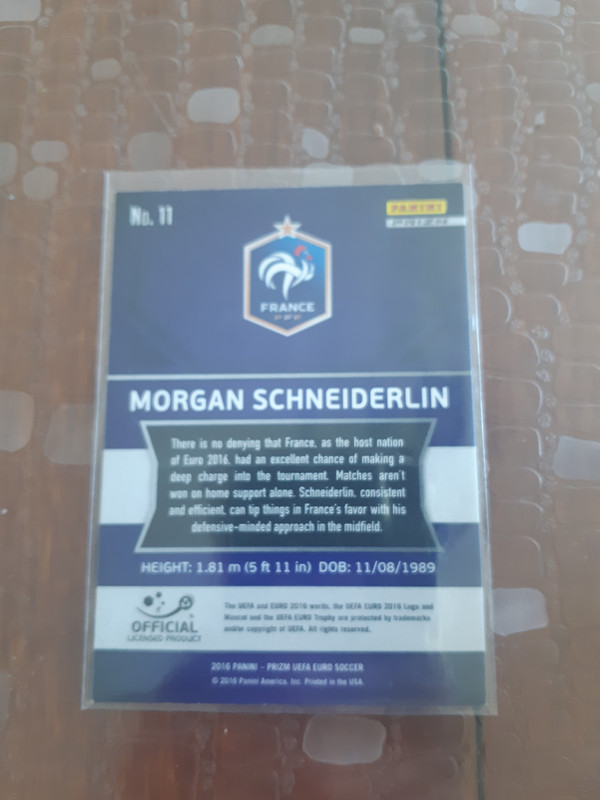 No. 11
PANINI
PRIZM
FRANCE
FFF
MORGAN SCHNEIDERLIN
There is no denying that France, as the host nation
of Euro 2016, had an excellent chance of making a
deep charge into the tournament. Matches aren't
won on home support alone. Schneiderlin, consistent
and efficient, can tip things in France's favor with his
defensive-minded approach in the midfield.
HEIGHT: 1.81 m (5 ft 11 in) DOB: 11/08/1989
OFFICIAL
LICENSED PRODUCT
The UEFA and EURO 2016 words, the UEFA EURO 2016 Logo and
Mascot and the UEFA EURO Trophy are protected by trademarks
and/or copyright of UEFA. All rights reserved.
2016 PANINI - PRIZM UEFA EURO SOCCER
© 2016 Panini America, Inc. Printed in the USA.